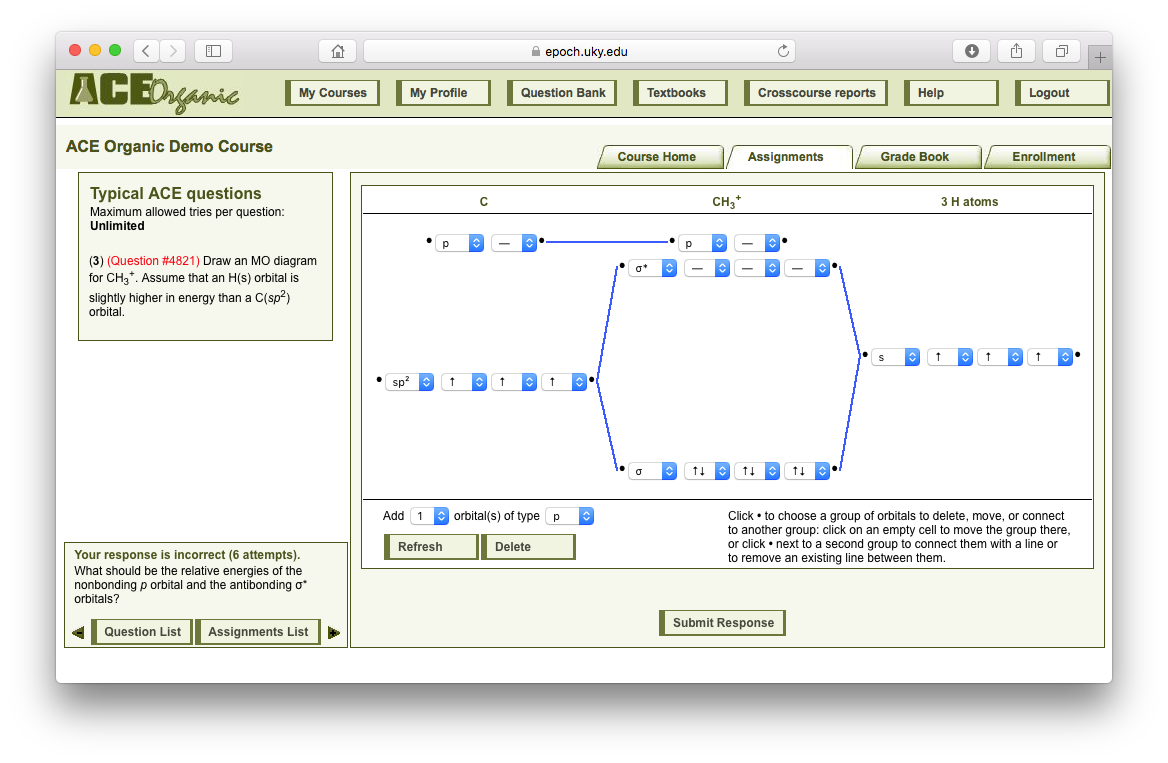 epoch.uky.edu
ACE Organic
My Courses
My Profile
Question Bank
Textbooks
Crosscourse reports
Help
Logout
ACE Organic Demo Course
Course Home
Assignments
Grade Book
Enrollment
Typical ACE questions
Maximum allowed tries per question:
Unlimited
(3) (Question #4821) Draw an MO diagram
for CH₃⁺. Assume that an H(s) orbital is
slightly higher in energy than a C(sp²)
orbital.
C CH₃⁺ 3 H atoms
p — p —
σ* — — —
s ↑ ↑ ↑
sp² ↑ ↑ ↑
σ ↑↓ ↑↓ ↑↓
Add 1 orbital(s) of type p
Refresh
Delete
Click • to choose a group of orbitals to delete, move, or connect
to another group: click on an empty cell to move the group there,
or click • next to a second group to connect them with a line or
to remove an existing line between them.
Your response is incorrect (6 attempts).
What should be the relative energies of the
nonbonding p orbital and the antibonding σ*
orbitals?
Question List
Assignments List
Submit Response